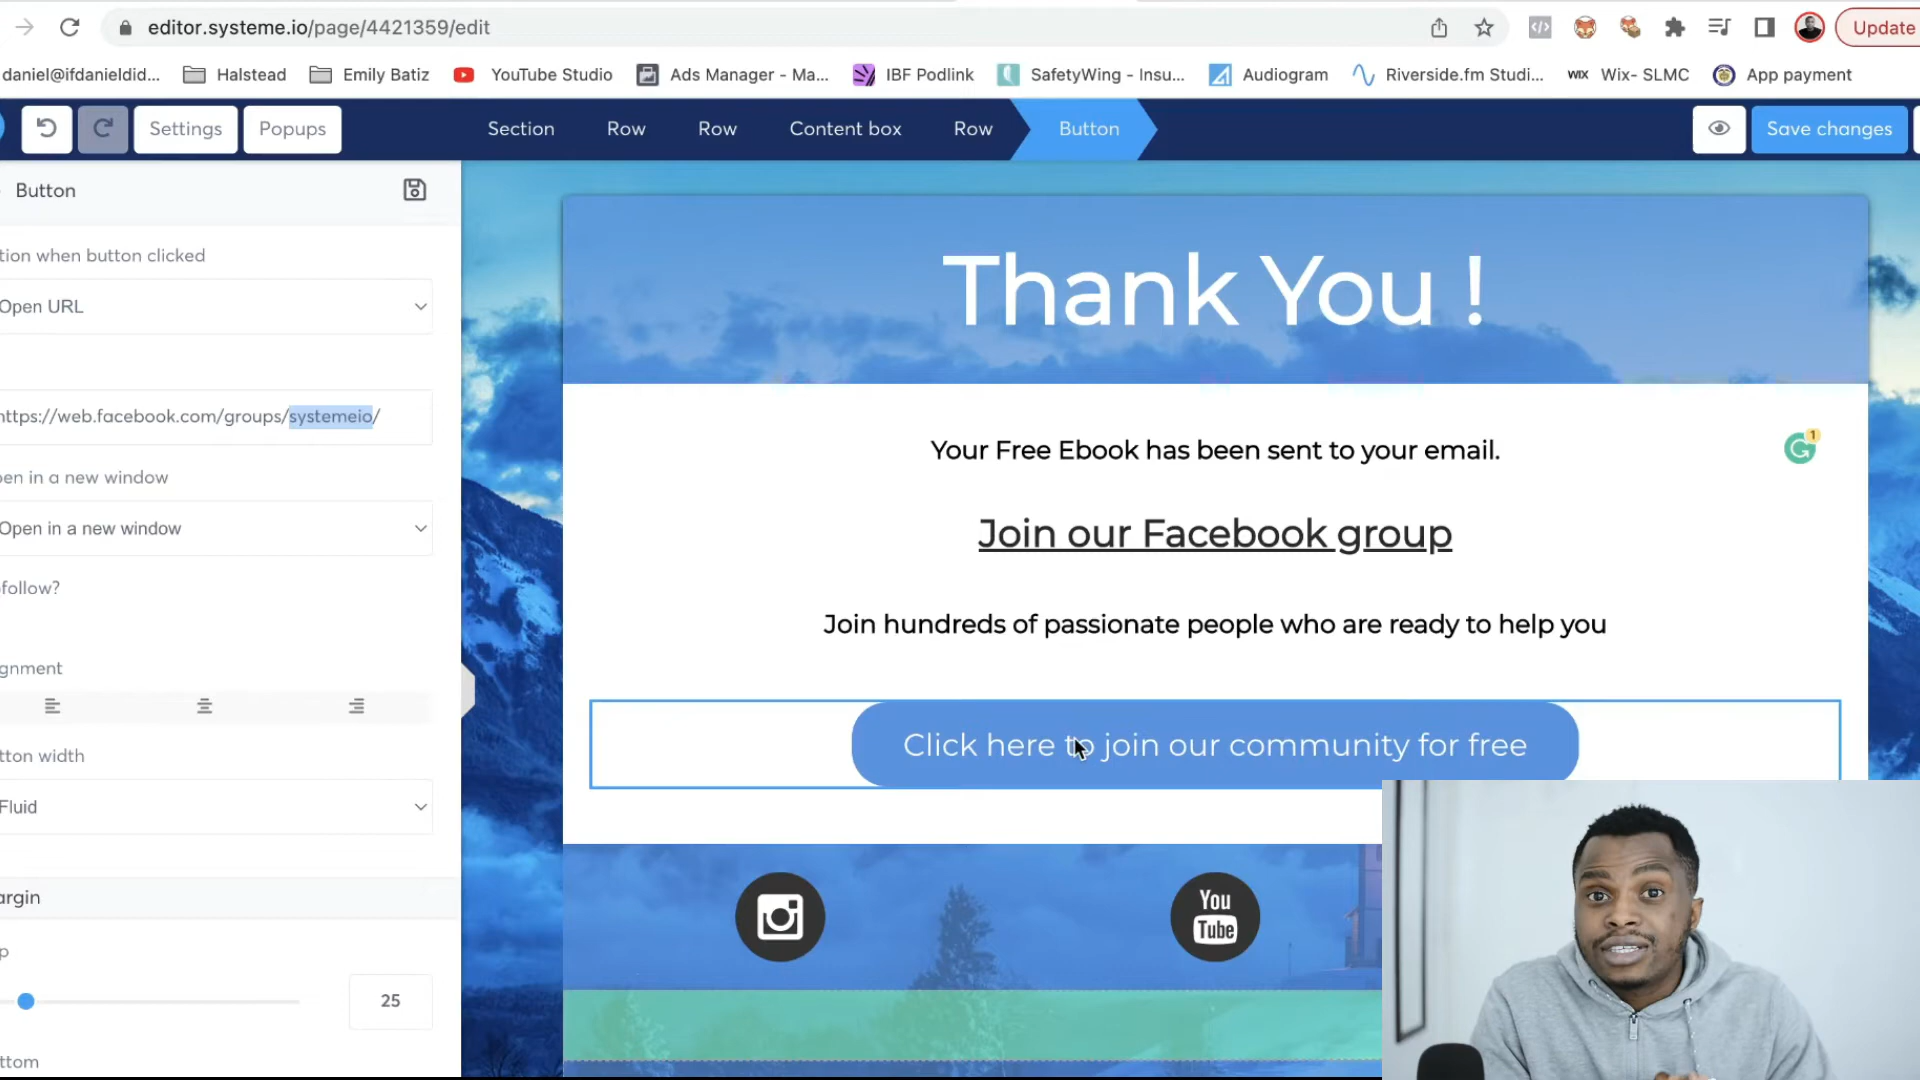 editor.systeme.io/page/4421359/edit
Update
daniel@ifdanieldid...
Halstead
Emily Batiz
YouTube Studio
Ads Manager - Ma...
IBF Podlink
SafetyWing - Insu...
Audiogram
Riverside.fm Studi...
WIX Wix- SLMC
App payment
Settings
Popups
Section
Row
Row
Content box
Row
Button
Save changes
Button
tion when button clicked
Open URL
https://web.facebook.com/groups/systemeio/
en in a new window
Open in a new window
follow?
gnment
tton width
Fluid
argin
p
25
ttom
Thank You !
Your Free Ebook has been sent to your email.
1
Join our Facebook group
Join hundreds of passionate people who are ready to help you
Click here to join our community for free
You
Tube